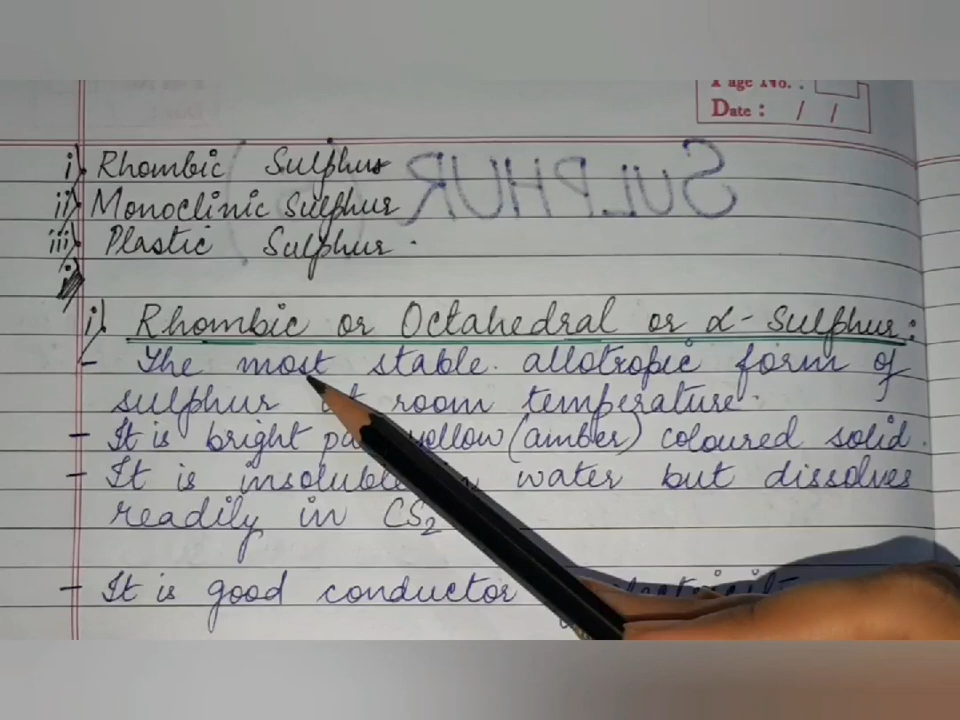 Page No. :
Date : / /
SULPHUR
i) Rhombic Sulphur
ii) Monoclinic Sulphur
iii) Plastic Sulphur.
i) Rhombic or Octahedral or α- Sulphur:
- The most stable allotropic form of
sulphur at room temperature.
- It is bright yellow (amber) coloured solid.
- It is insoluble water but dissolves
readily in CS2
- It is good conductor